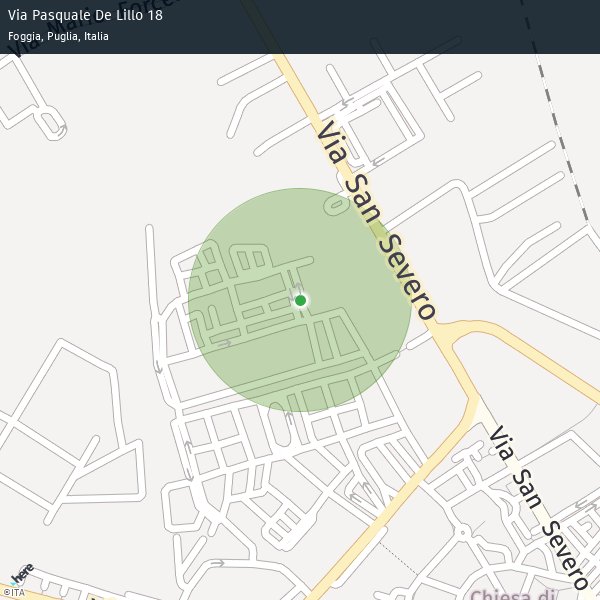 Via Pasquale De Lillo 18
Foggia, Puglia, Italia
Via San Severo
Via San Severo
Chiesa di
here
©ITA